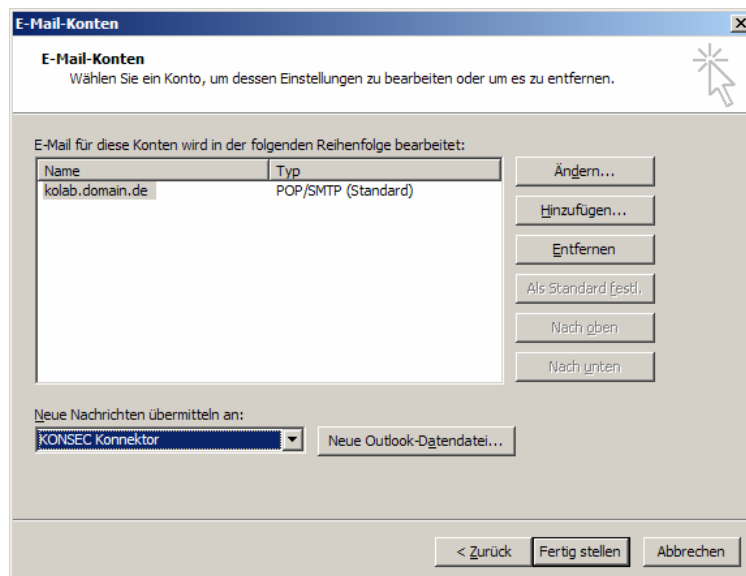 E-Mail-Konten
E-Mail-Konten
Wählen Sie ein Konto, um dessen Einstellungen zu bearbeiten oder um es zu entfernen.
E-Mail für diese Konten wird in der folgenden Reihenfolge bearbeitet:
Name Typ
kolab.domain.de POP/SMTP (Standard)
Ändern...
Hinzufügen...
Entfernen
Als Standard festl.
Nach oben
Nach unten
Neue Nachrichten übermitteln an:
KONSEC Konnektor Neue Outlook-Datendatei...
< Zurück Fertig stellen Abbrechen